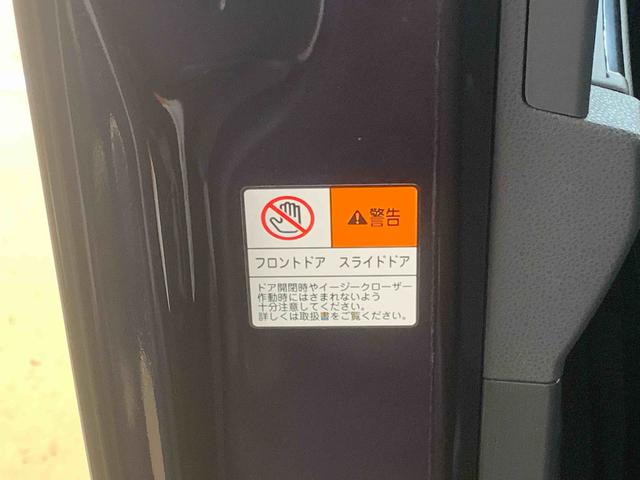 警告
フロントドア スライドドア
ドア開閉時やイージークローザー
作動時にはさまれないよう
十分注意してください。
詳しくは取扱書をご覧ください。